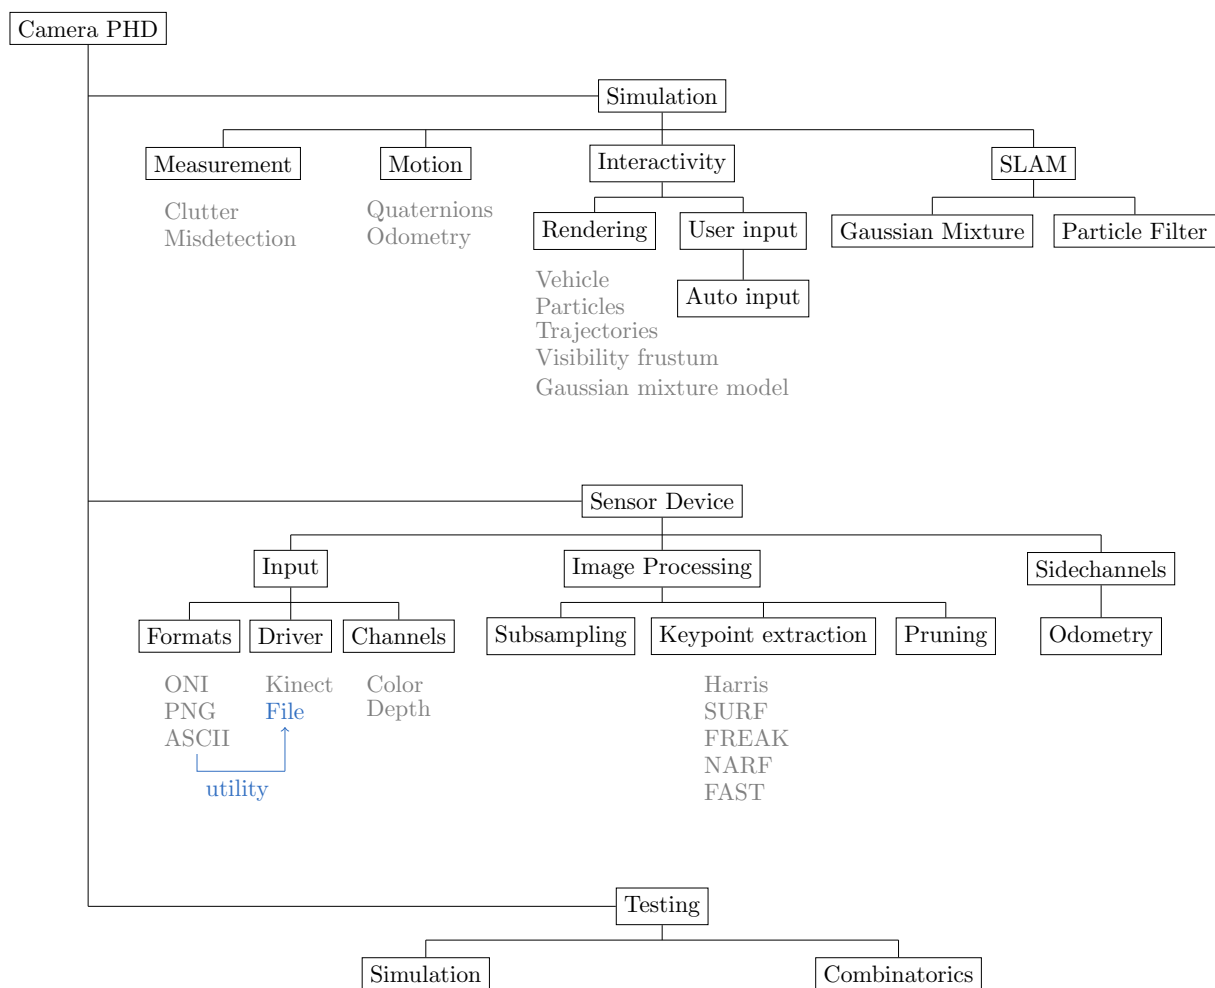 Camera PHD
Simulation
Measurement
Motion
Interactivity
SLAM
Clutter
Misdetection
Quaternions
Odometry
Rendering
User input
Gaussian Mixture
Particle Filter
Vehicle
Particles
Trajectories
Visibility frustum
Gaussian mixture model
Auto input
Sensor Device
Input
Image Processing
Sidechannels
Formats
Driver
Channels
Subsampling
Keypoint extraction
Pruning
Odometry
ONI
PNG
ASCII
Kinect
File
utility
Color
Depth
Harris
SURF
FREAK
NARF
FAST
Testing
Simulation
Combinatorics